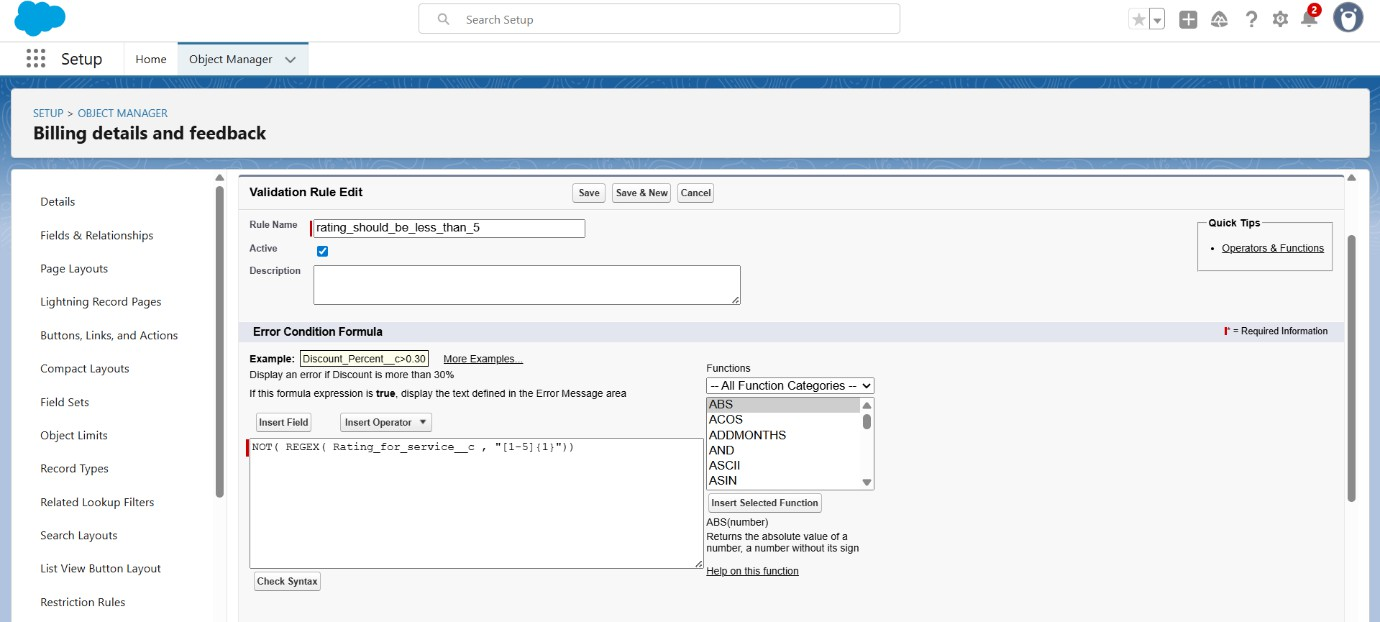 Search Setup
2
Setup
Home
Object Manager
SETUP > OBJECT MANAGER
Billing details and feedback
Details
Fields & Relationships
Page Layouts
Lightning Record Pages
Buttons, Links, and Actions
Compact Layouts
Field Sets
Object Limits
Record Types
Related Lookup Filters
Search Layouts
List View Button Layout
Restriction Rules
Validation Rule Edit
Save
Save & New
Cancel
Rule Name
rating_should_be_less_than_5
Active
Description
Quick Tips
• Operators & Functions
Error Condition Formula
= Required Information
Example: Discount_Percent__c>0.30 More Examples...
Display an error if Discount is more than 30%
If this formula expression is true, display the text defined in the Error Message area
Insert Field
Insert Operator
NOT( REGEX( Rating_for_service__c , "[1-5]{1}"))
Check Syntax
Functions
-- All Function Categories --
ABS
ACOS
ADDMONTHS
AND
ASCII
ASIN
Insert Selected Function
ABS(number)
Returns the absolute value of a
number, a number without its sign
Help on this function